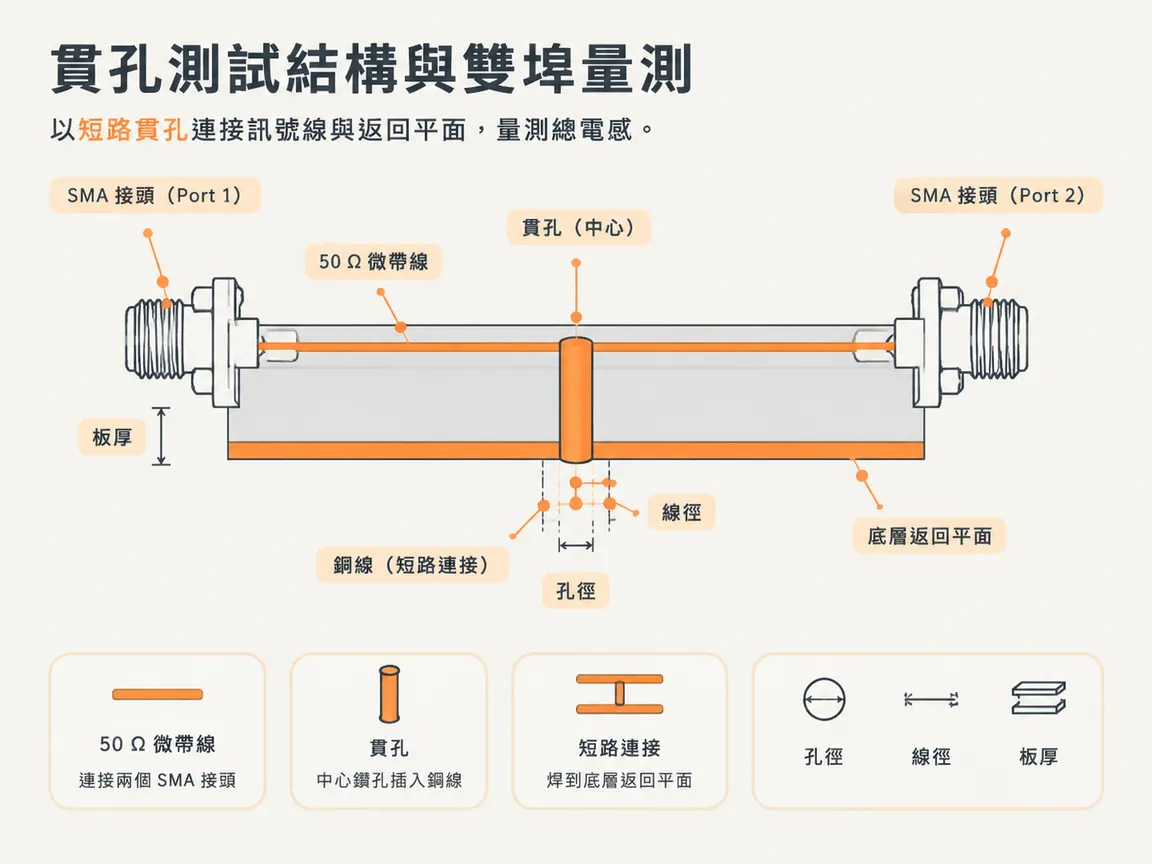 貫孔測試結構與雙埠量測
以短路貫孔連接訊號線與返回平面，量測總電感。
SMA 接頭（Port 1）
SMA 接頭（Port 2）
貫孔（中心）
50 Ω 微帶線
板厚
線徑
底層返回平面
銅線（短路連接）
孔徑
50 Ω 微帶線
連接兩個 SMA 接頭
貫孔
中心鑽孔插入銅線
短路連接
焊到底層返回平面
孔徑
線徑
板厚